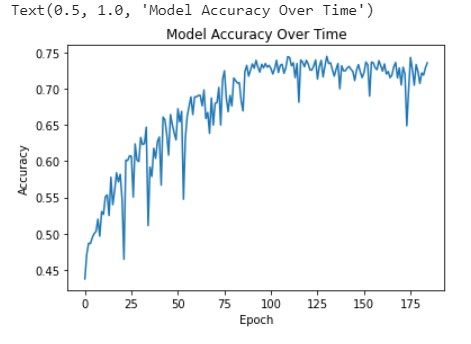 Text(0.5, 1.0, 'Model Accuracy Over Time')
Model Accuracy Over Time
0.75
0.70
0.65
0.60
0.55
0.50
0.45
Accuracy
0 25 50 75 100 125 150 175
Epoch